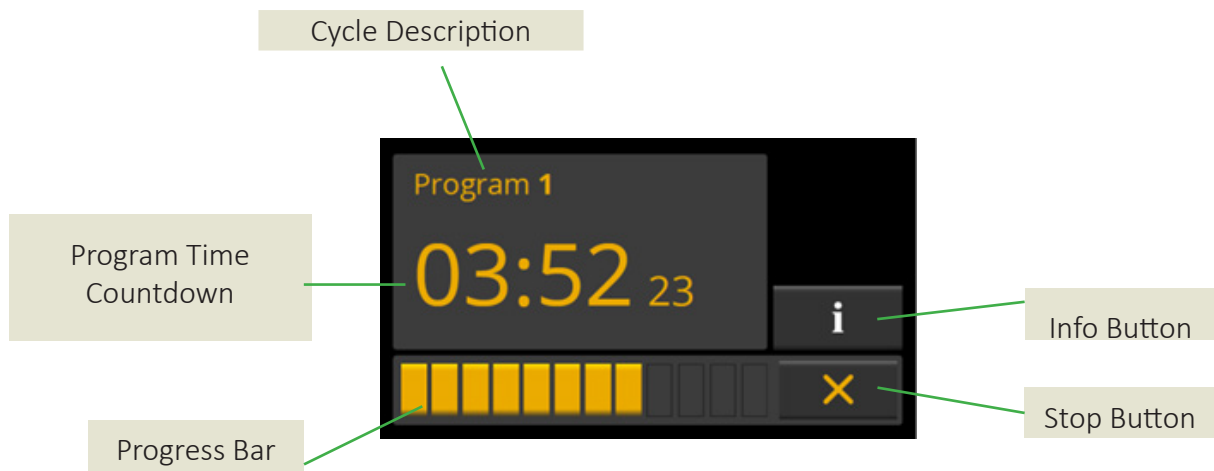 Cycle Description
Program 1
Program Time
Countdown
03:52 23
i
Info Button
Stop Button
Progress Bar